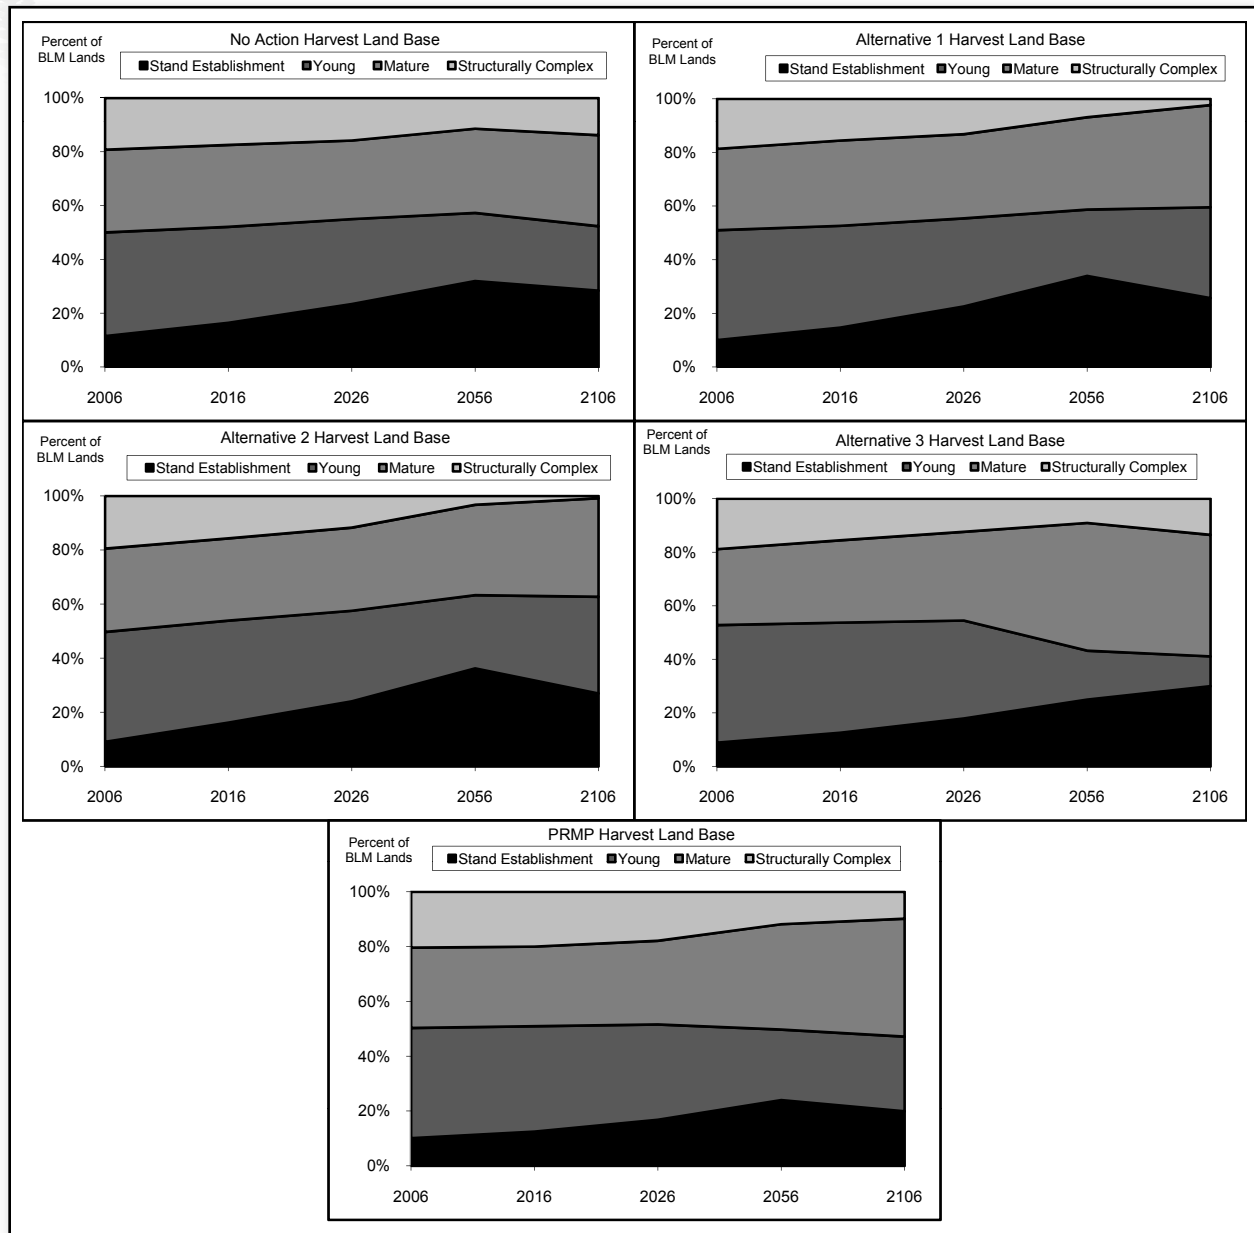 No Action Harvest Land Base
Percent of
BLM Lands
Stand Establishment Young Mature Structurally Complex
100%
80%
60%
40%
20%
0%
2006 2016 2026 2056 2106
Alternative 1 Harvest Land Base
Percent of
BLM Lands
Stand Establishment Young Mature Structurally Complex
100%
80%
60%
40%
20%
0%
2006 2016 2026 2056 2106
Alternative 2 Harvest Land Base
Percent of
BLM Lands
Stand Establishment Young Mature Structurally Complex
100%
80%
60%
40%
20%
0%
2006 2016 2026 2056 2106
Alternative 3 Harvest Land Base
Percent of
BLM Lands
Stand Establishment Young Mature Structurally Complex
100%
80%
60%
40%
20%
0%
2006 2016 2026 2056 2106
PRMP Harvest Land Base
Percent of
BLM Lands
Stand Establishment Young Mature Structurally Complex
100%
80%
60%
40%
20%
0%
2006 2016 2026 2056 2106